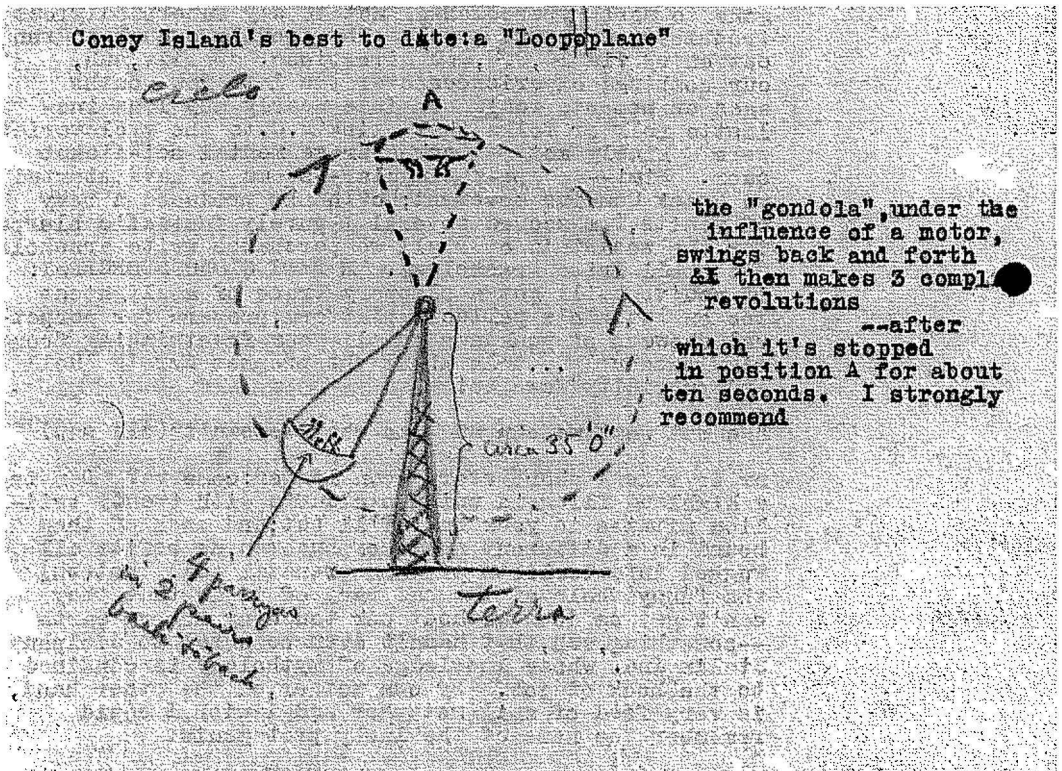 Coney Island's best to date:a "Loopoplane"
cielo
A
the "gondola",under the
influence of a motor,
swings back and forth
&I then makes 3 compl
revolutions
--after
which it's stopped
in position A for about
ten seconds. I strongly
recommend
circa 35'0"
4 passengers
in 2 pairs
back-to-back
terra